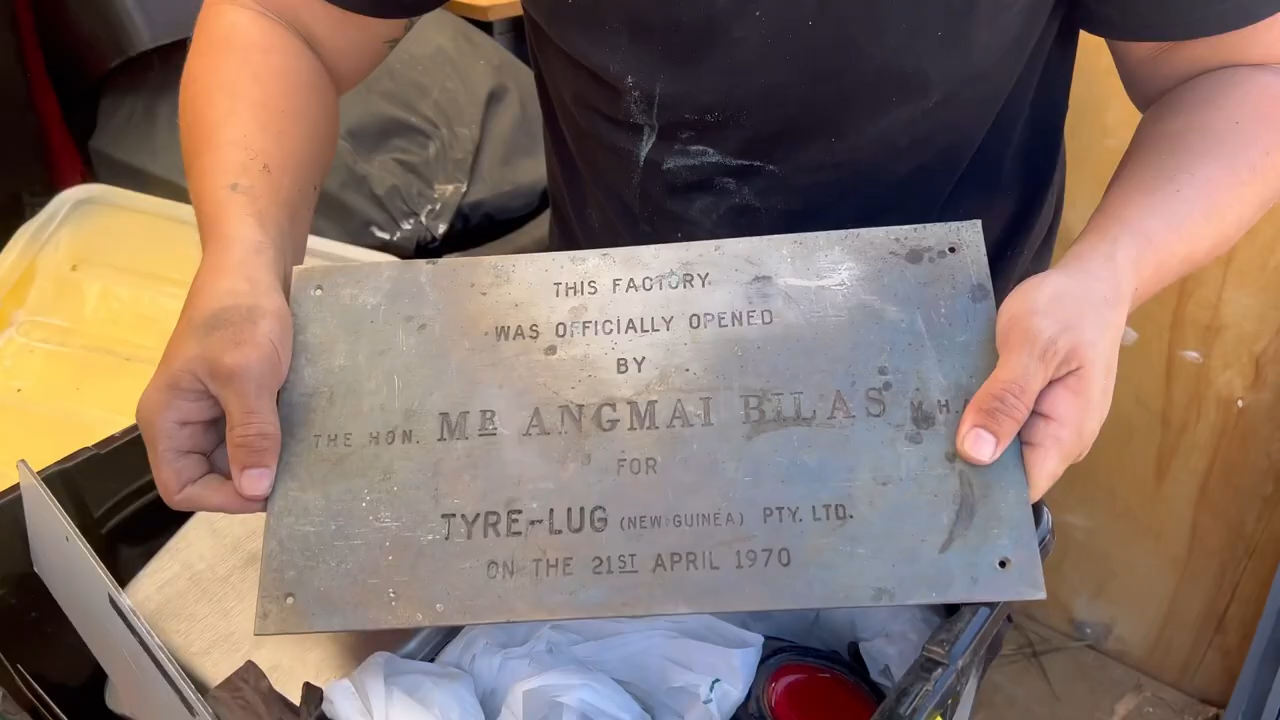 THIS FACTORY
WAS OFFICIALLY OPENED
BY
THE HON. MR ANGMAI BILAS M.H.
FOR
TYRE-LUG (NEW GUINEA) PTY. LTD.
ON THE 21ST APRIL 1970